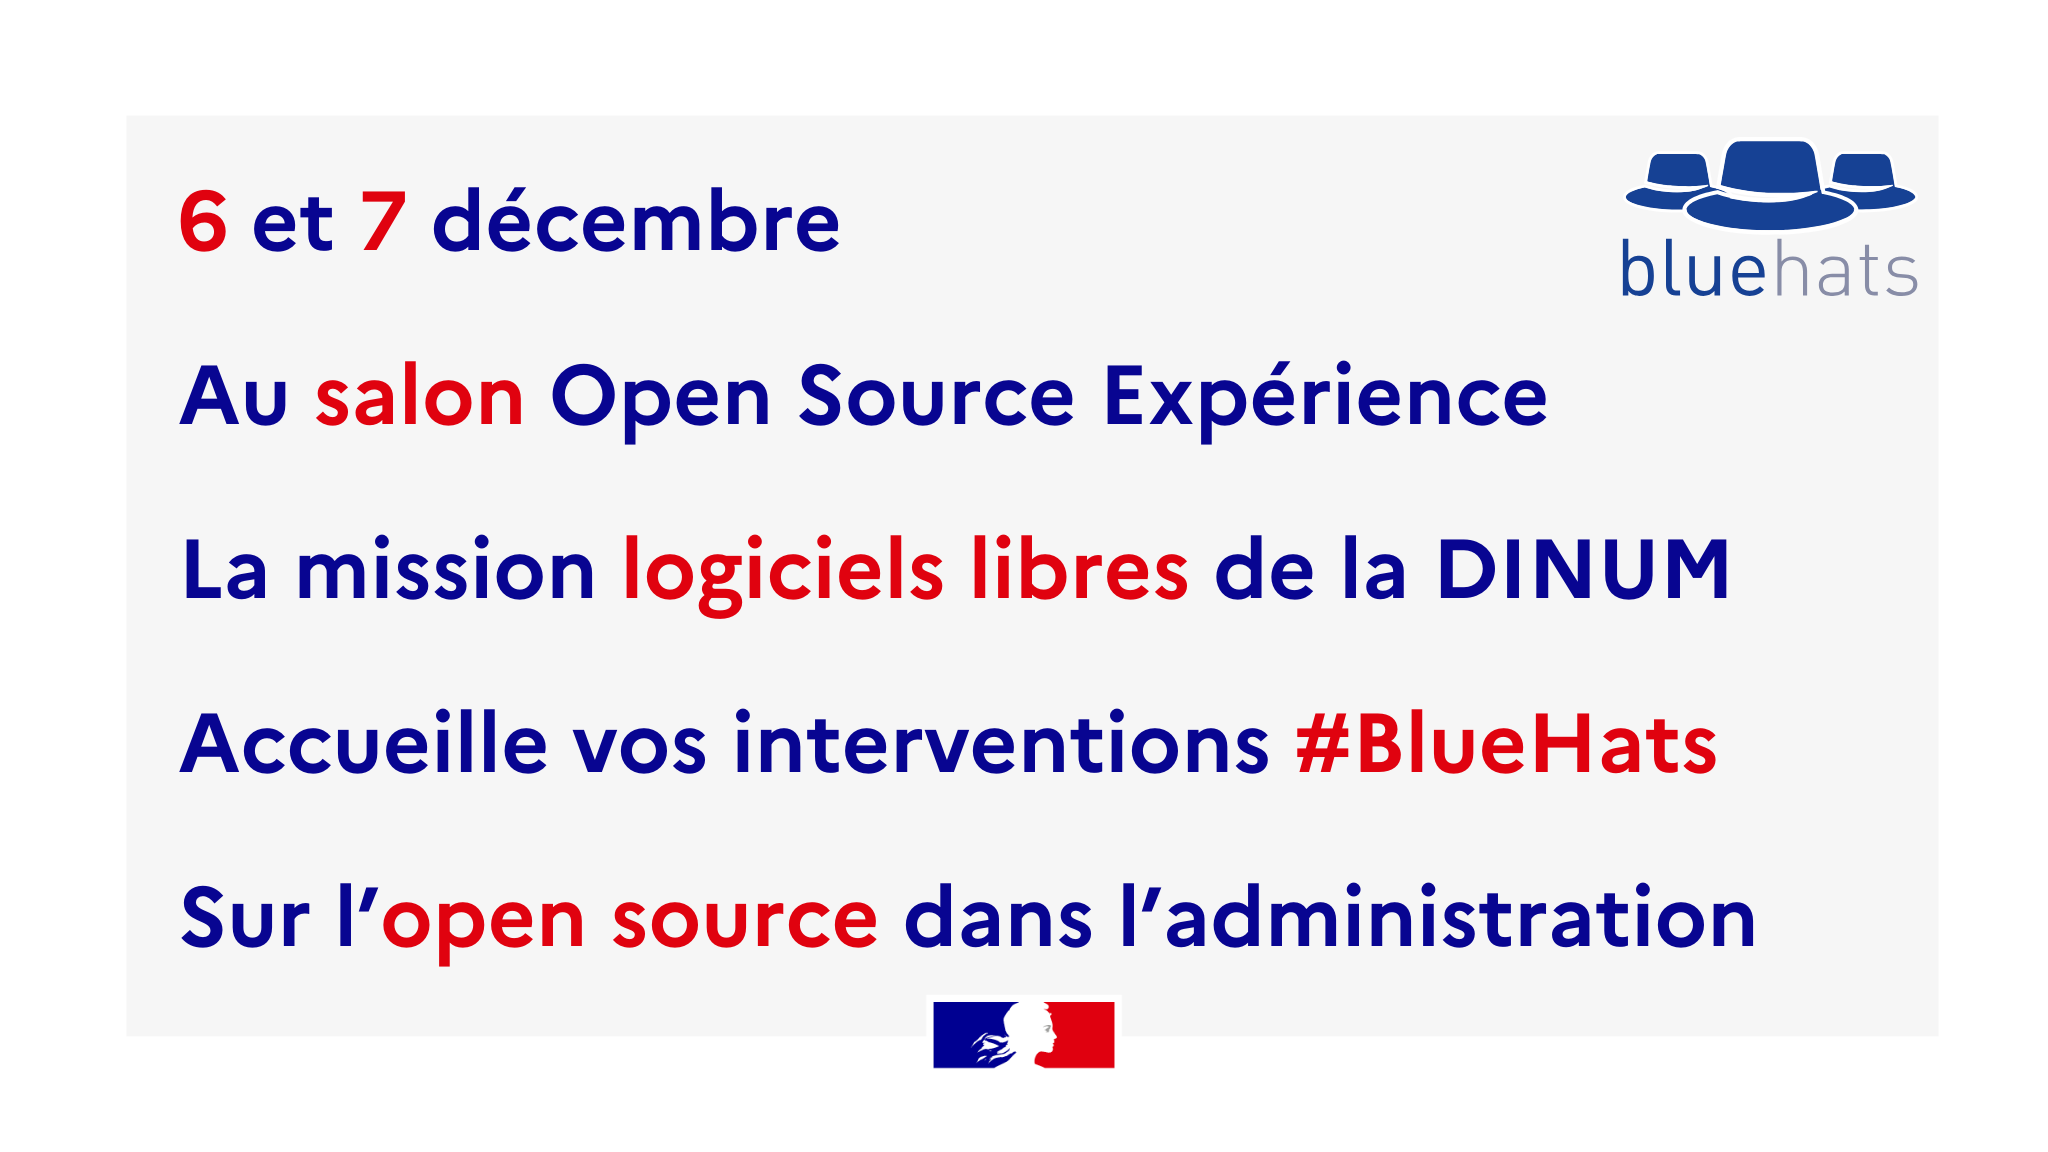 6 et 7 décembre
bluehats
Au salon Open Source Expérience
La mission logiciels libres de la DINUM
Accueille vos interventions #BlueHats
Sur l’open source dans l’administration